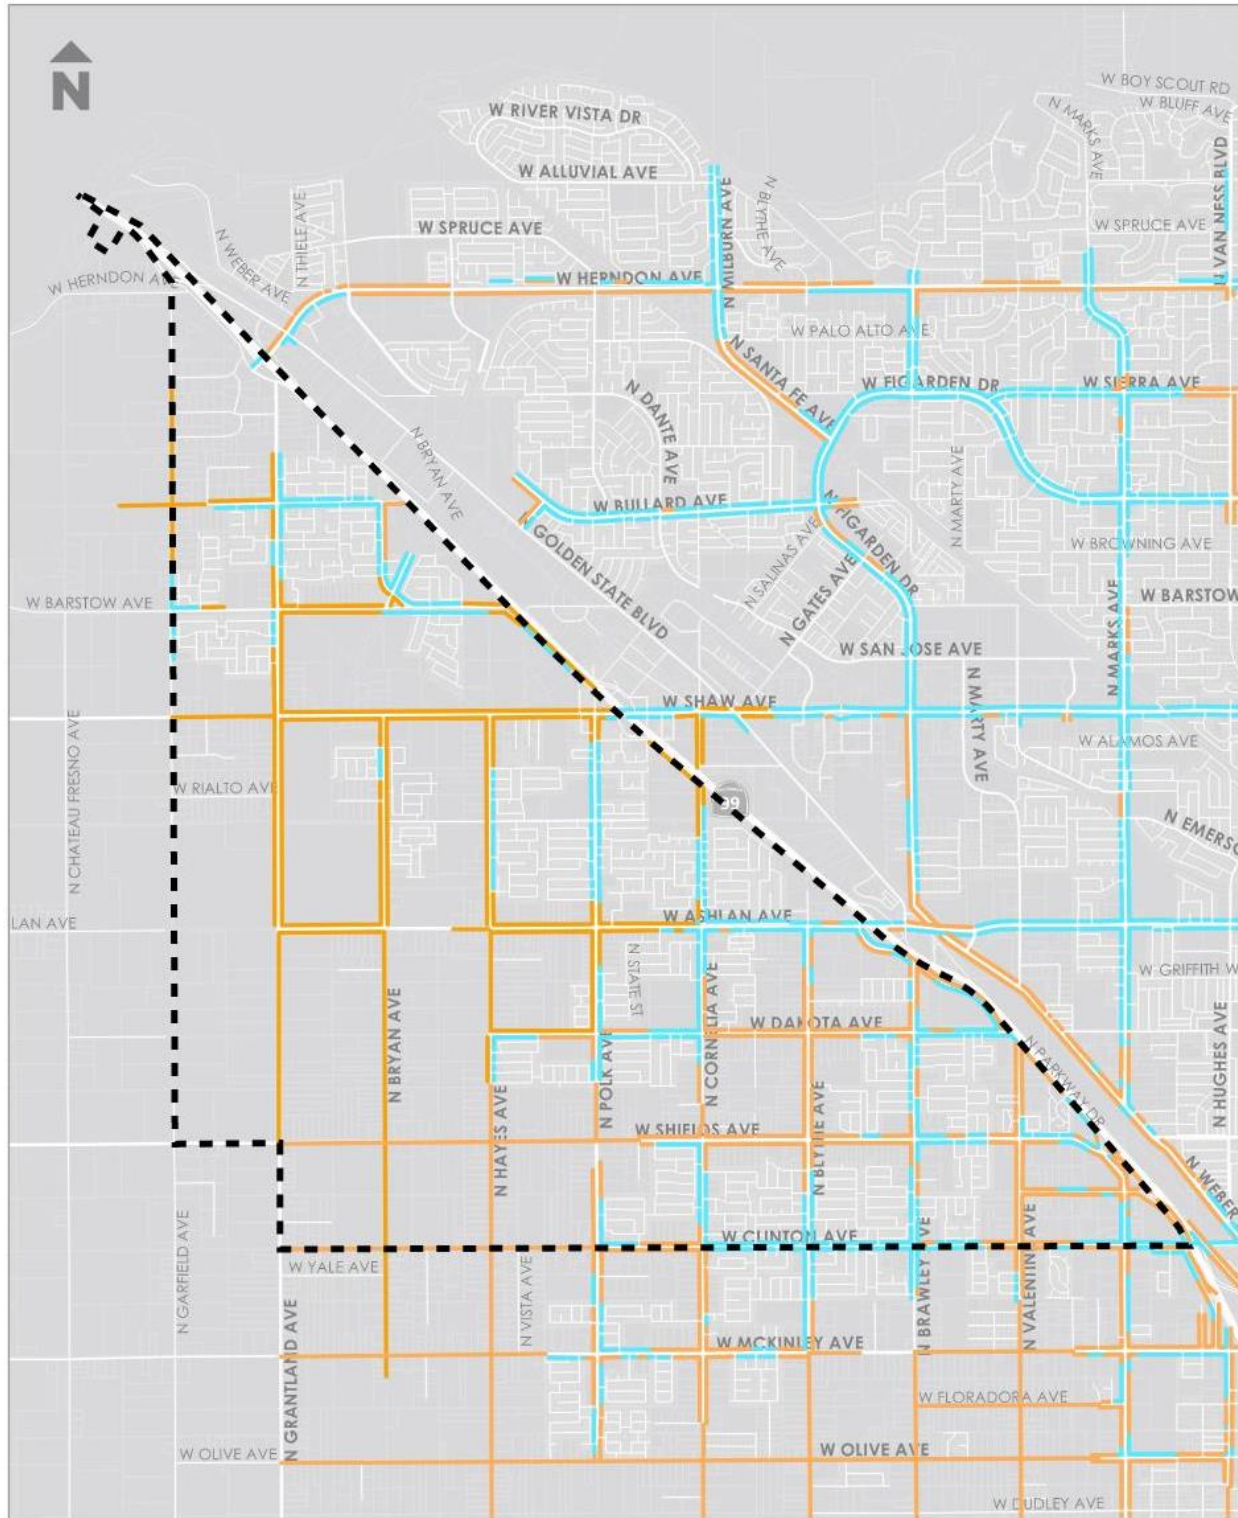 N
W BOY SCOUT RD
W BLUFF AVE
N MARKS AVE
W RIVER VISTA DR
W ALLUVIAL AVE
N MILBURN AVE
N BLYTHE AVE
N VAN NESS BLVD
N THIELE AVE
W SPRUCE AVE
W SPRUCE AVE
N WEBER AVE
W HERNDON AVE
W HERNDON AVE
W PALO ALTO AVE
N SANTA FE AVE
W FIGARDEN DR
W SIERRA AVE
N DANTE AVE
N BRYAN AVE
W BULLARD AVE
N FIGARDEN DR
N MARTY AVE
N GOLDEN STATE BLVD
N SALINAS AVE
N GATES AVE
W BROWNING AVE
W BARSTOW AVE
W BARSTOW
N MARKS AVE
W SAN JOSE AVE
N MARTY AVE
W SHAW AVE
W ALAMOS AVE
N CHATEAU FRESNO AVE
W RIALTO AVE
99
N EMERSO
LAN AVE
W ASHLAN AVE
N STATE ST
W GRIFFITH W
N BRYAN AVE
N POLK AVE
N CORNELIA AVE
W DAKOTA AVE
N PARKWAY DR
N HUGHES AVE
N HAYES AVE
W SHIELDS AVE
N BLYTHE AVE
N WEBER
N GARFIELD AVE
W CLINTON AVE
W YALE AVE
N VISTA AVE
N BRAWLEY AVE
N VALENTINE AVE
N GRANTLAND AVE
W MCKINLEY AVE
W FLORADORA AVE
W OLIVE AVE
W OLIVE AVE
W DUDLEY AVE